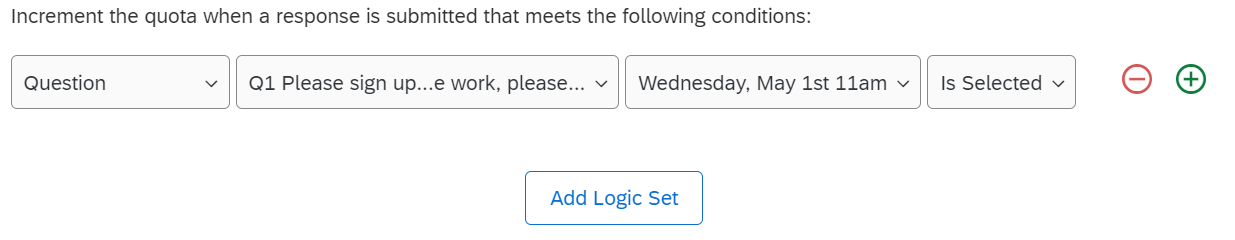 Increment the quota when a response is submitted that meets the following conditions:
Question Q1 Please sign up...e work, please... Wednesday, May 1st 11am Is Selected
Add Logic Set